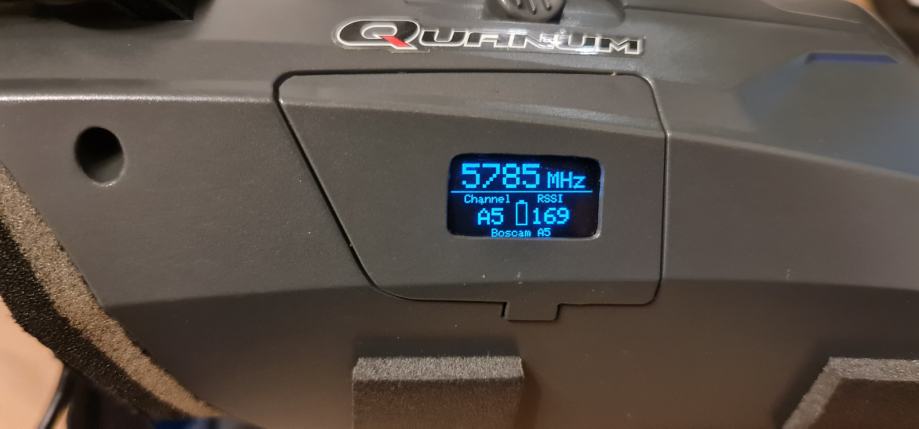 QUANUM
5785 MHz
Channel RSSI
A5 169
Boscam A5